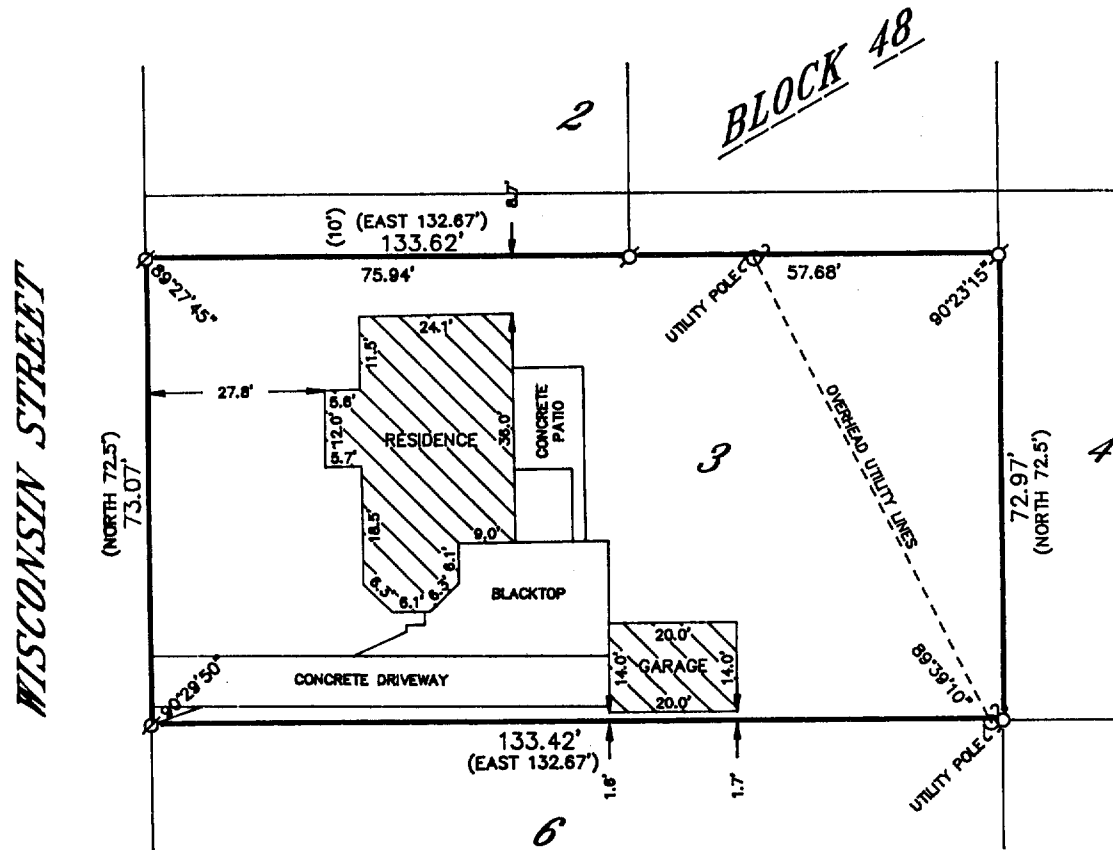 BLOCK 48
2
8.7'
(10') (EAST 132.67')
133.62'
75.94'
57.68'
UTILITY POLE
89°27'45"
90°23'15"
24.1'
11.5'
27.8'
5.6'
12.0'
5.7'
RESIDENCE
36.0'
CONCRETE
PATIO
3
4
OVERHEAD UTILITY LINES
WISCONSIN STREET
(NORTH 72.5')
73.07'
72.97'
(NORTH 72.5')
18.5'
9.0'
6.1'
6.3'
6.1'
6.3'
BLACKTOP
20.0'
GARAGE
14.0'
14.0'
20.0'
89°39'10"
90°29'50"
CONCRETE DRIVEWAY
133.42'
(EAST 132.67')
1.6'
1.7'
UTILITY POLE
6